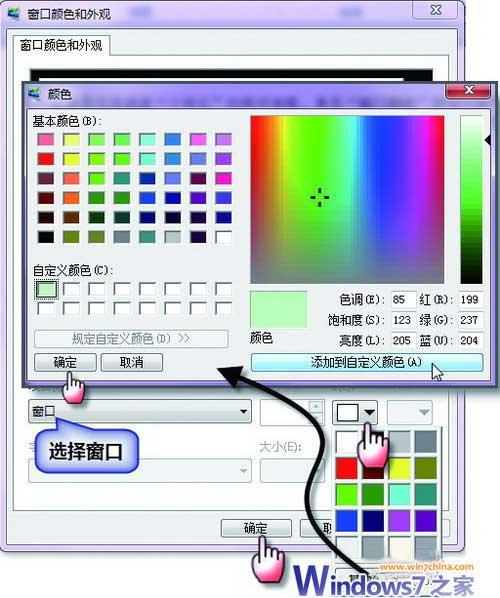 窗口颜色和外观
窗口颜色和外观
颜色
基本颜色(B):
自定义颜色(C):
规定自定义颜色(D) >>
确定
取消
颜色
色调(E):
85
红(R):
199
饱和度(S):
123
绿(G):
237
亮度(L):
205
蓝(U):
204
添加到自定义颜色(A)
窗口
选择窗口
大小(E):
确定
www.win7china.com
Windows7之家